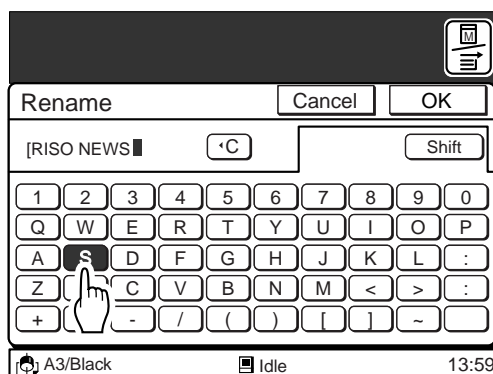 M
Rename Cancel OK
[RISO NEWS ‹C Shift
1 2 3 4 5 6 7 8 9 0
Q W E R T Y U I O P
A S D F G H J K L :
Z C V B N M < > :
+ - / ( ) [ ] ~
A3/Black Idle 13:59